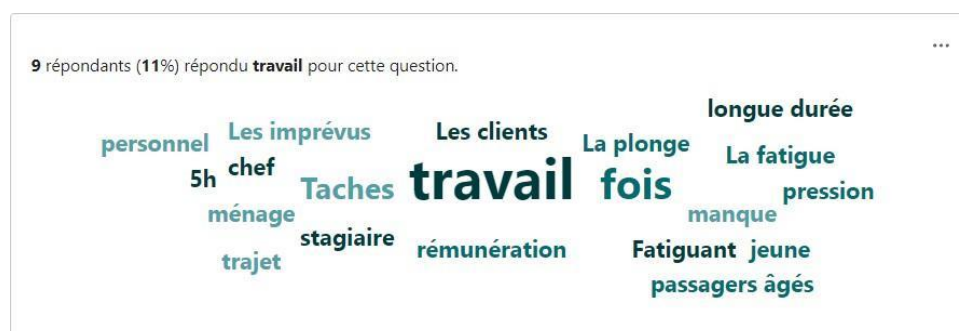 ...
9 répondants (11%) répondu travail pour cette question.
longue durée
Les imprévus Les clients
personnel La plonge
La fatigue
chef
5h Taches travail fois pression
ménage manque
stagiaire
rémunération Fatiguant jeune
trajet
passagers âgés